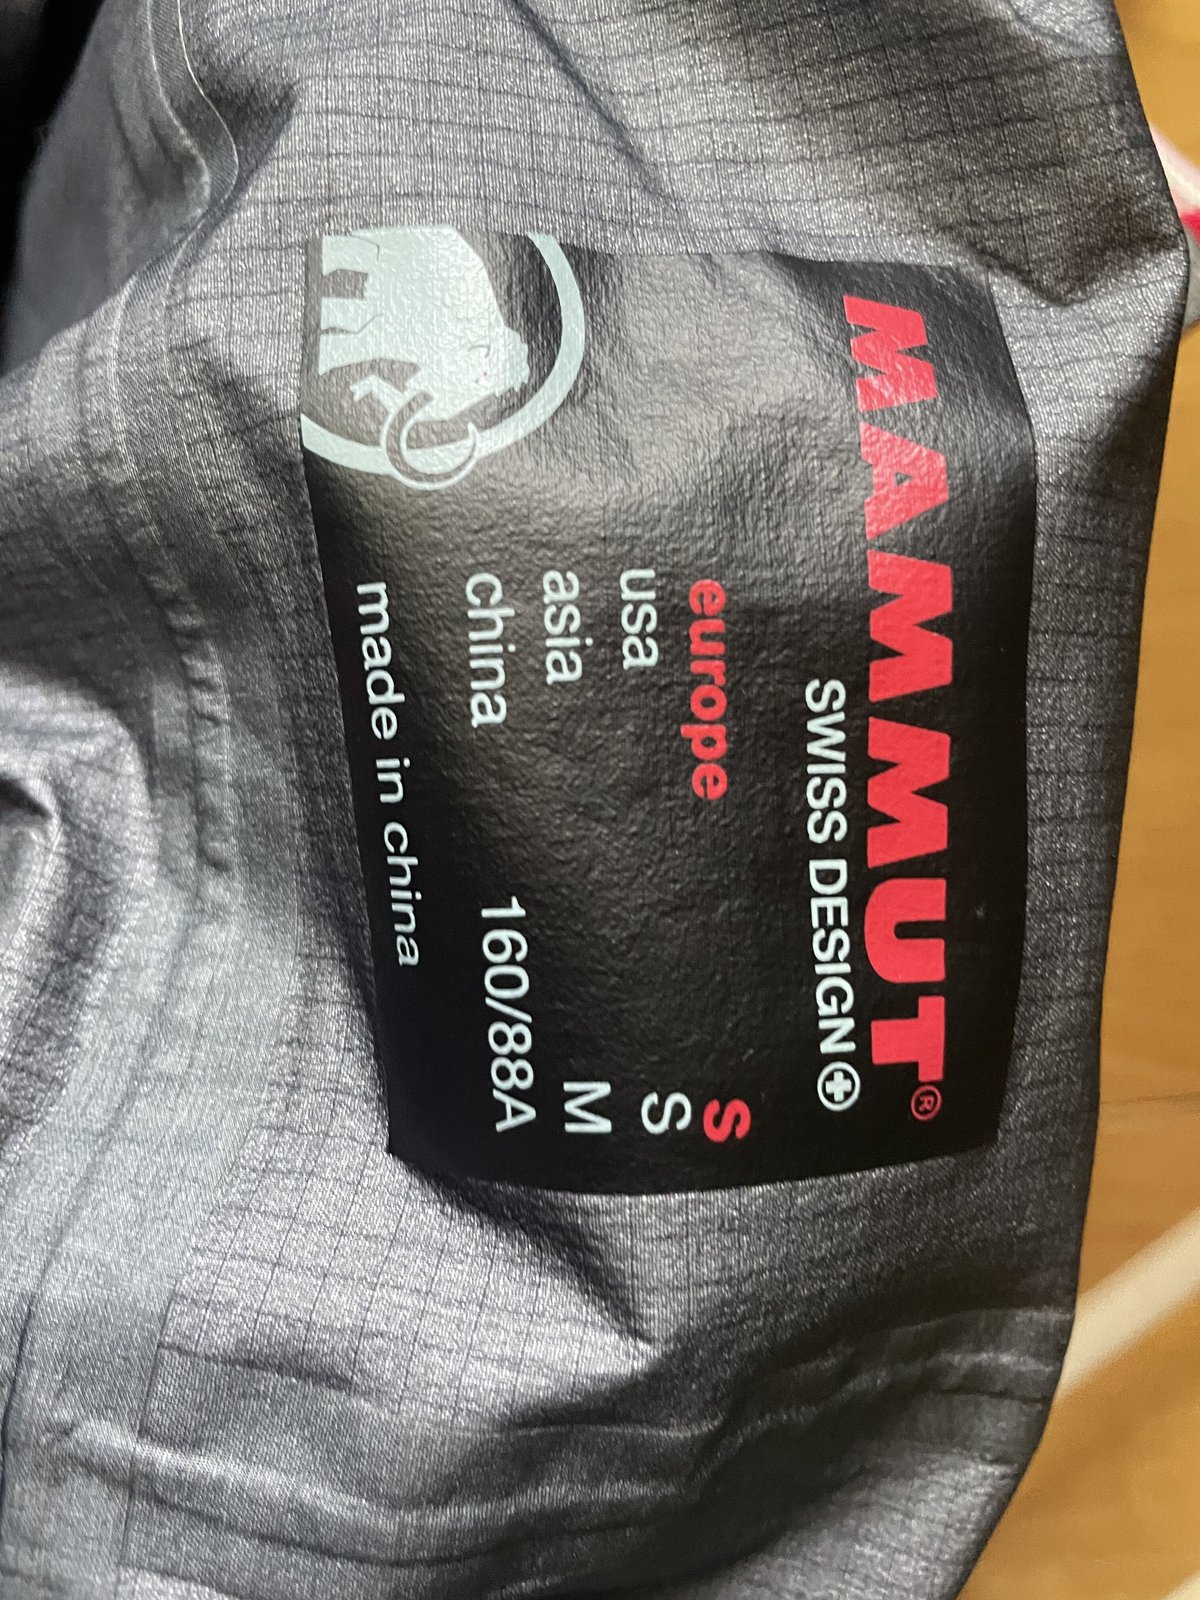 MAMMUT®
SWISS DESIGN
europe S
usa S
asia M
china 160/88A
made in china